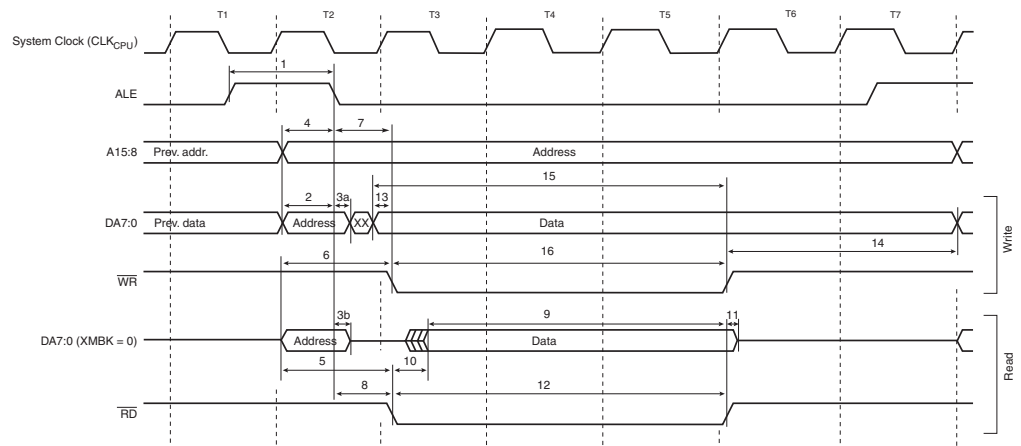 T1 T2 T3 T4 T5 T6 T7
System Clock (CLKCPU)
1
ALE
4 7
A15:8 Prev. addr. Address
15
2 3a 13
DA7:0 Prev. data Address XX Data
14
6 16
WR
Write
3b 9 11
DA7:0 (XMBK = 0) Address Data
5 10
8 12
RD
Read